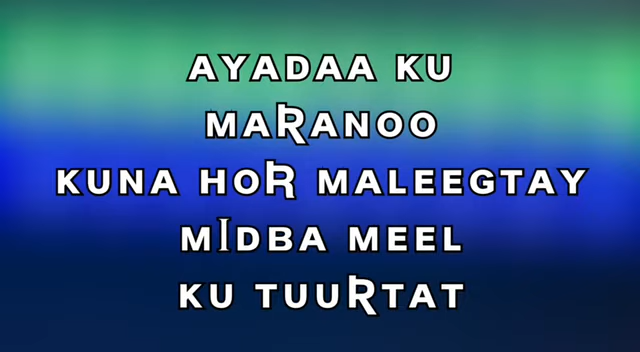 AYADAA KU
MARANOO
KUNA HOR MALEEGTAY
MIDBA MEEL
KU TUURTAT